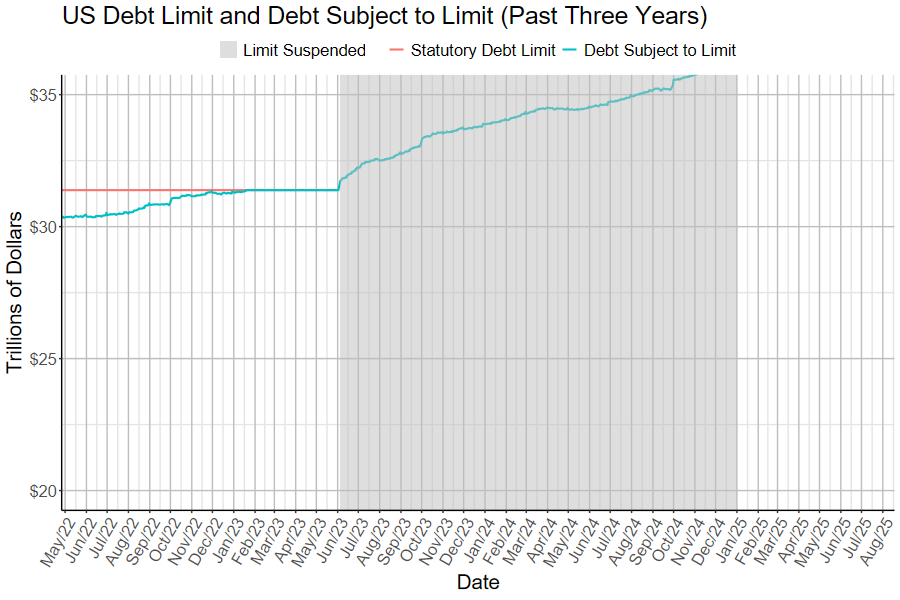 US Debt Limit and Debt Subject to Limit (Past Three Years)
Limit Suspended Statutory Debt Limit Debt Subject to Limit
Trillions of Dollars
$35
$30
$25
$20
May/22 Jun/22 Jul/22 Aug/22 Sep/22 Oct/22 Nov/22 Dec/22 Jan/23 Feb/23 Mar/23 Apr/23 May/23 Jun/23 Jul/23 Aug/23 Sep/23 Oct/23 Nov/23 Dec/23 Jan/24 Feb/24 Mar/24 Apr/24 May/24 Jun/24 Jul/24 Aug/24 Sep/24 Oct/24 Nov/24 Dec/24 Jan/25 Feb/25 Mar/25 Apr/25 May/25 Jun/25 Jul/25 Aug/25
Date